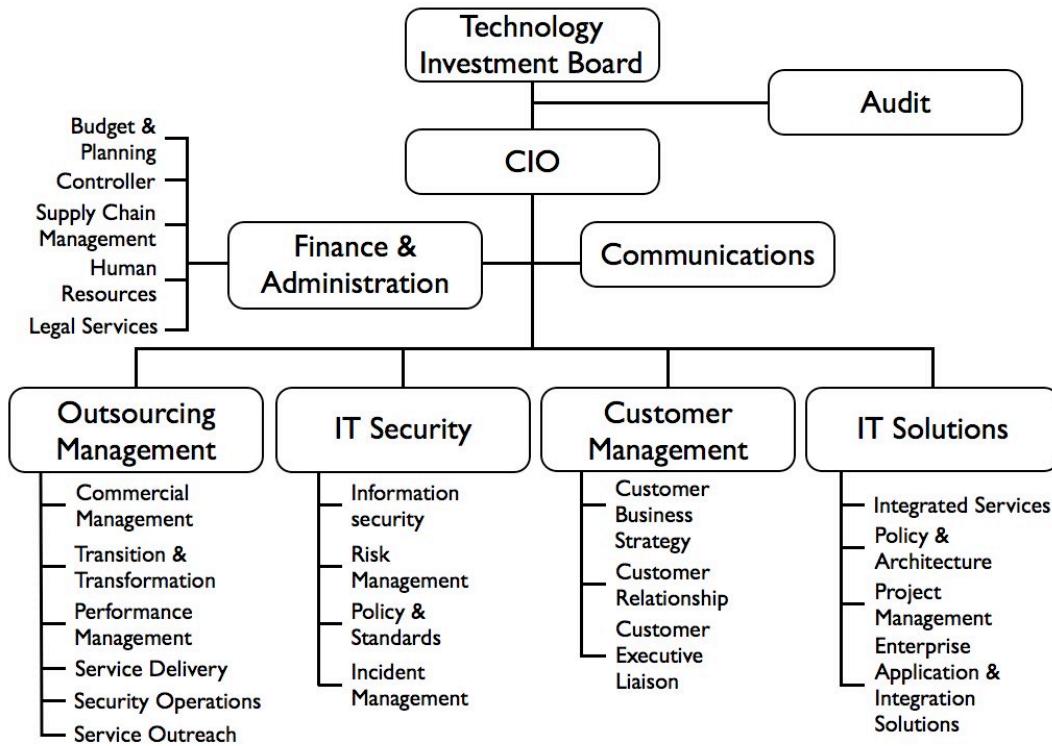 Technology
Investment Board
Audit
CIO
Budget &
Planning
Controller
Supply Chain
Management
Human
Resources
Legal Services
Finance &
Administration
Communications
Outsourcing
Management
Commercial
Management
Transition &
Transformation
Performance
Management
Service Delivery
Security Operations
Service Outreach
IT Security
Information
security
Risk
Management
Policy &
Standards
Incident
Management
Customer
Management
Customer
Business
Strategy
Customer
Relationship
Customer
Executive
Liaison
IT Solutions
Integrated Services
Policy &
Architecture
Project
Management
Enterprise
Application &
Integration
Solutions